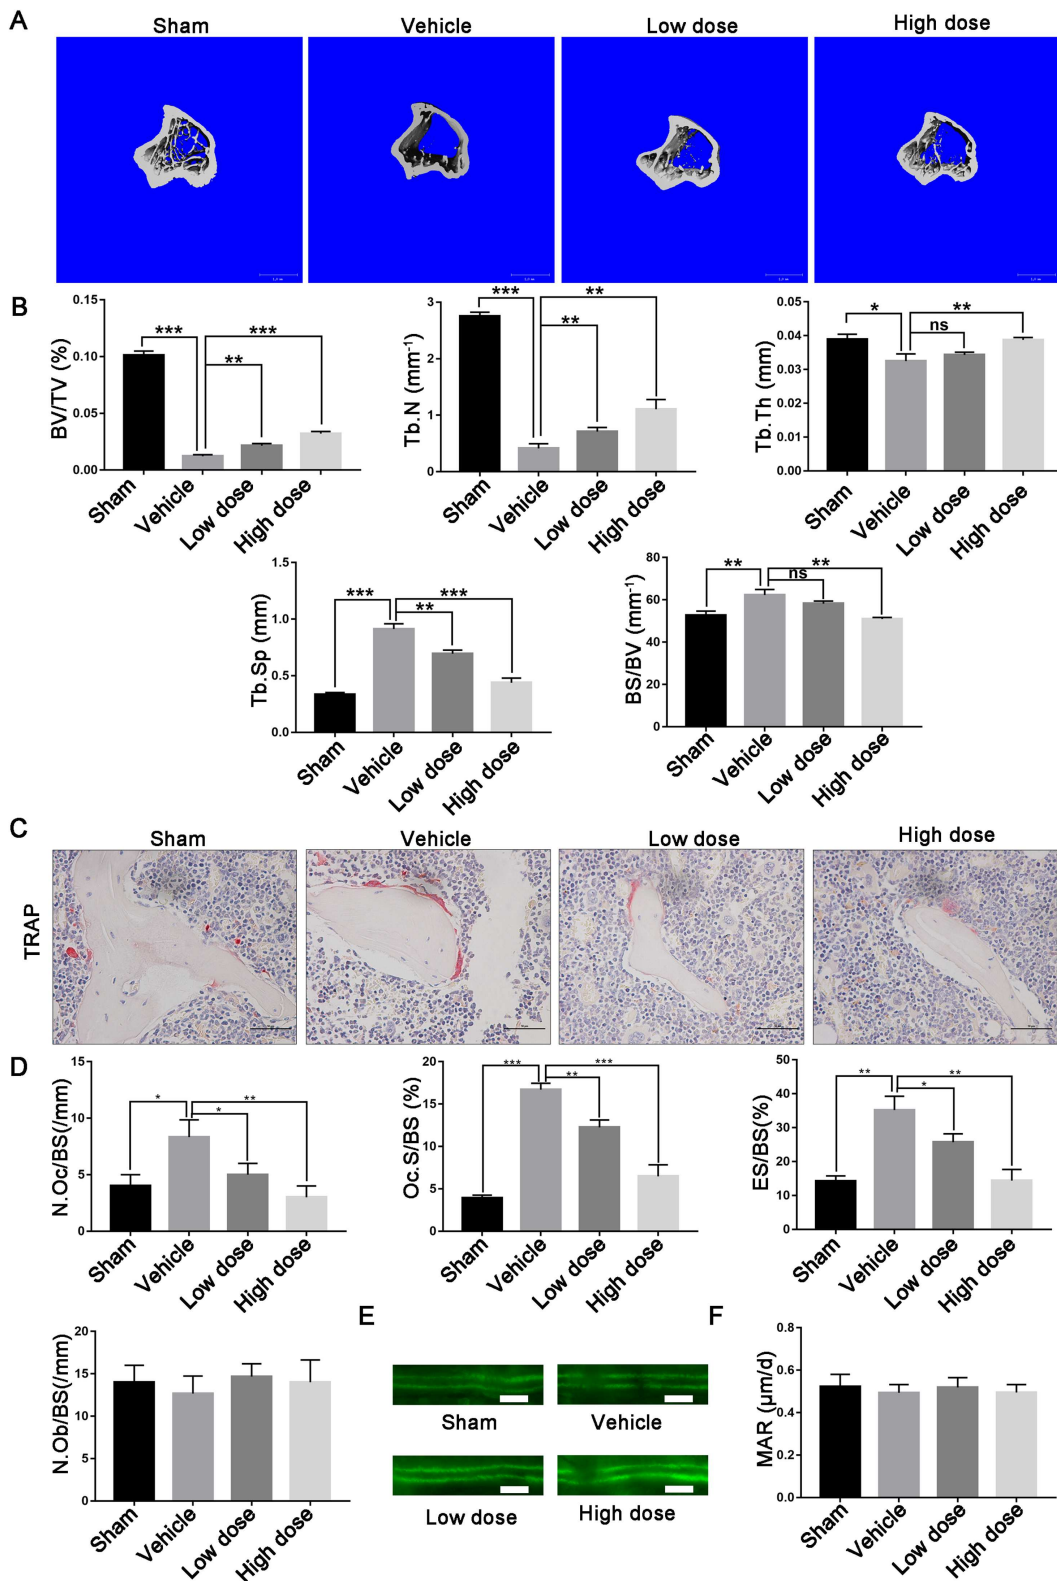 A
Sham Vehicle Low dose High dose
B
BV/TV (%)
0.15
0.10
0.05
0.00
*** ***
**
Sham Vehicle Low dose High dose
Tb.N (mm-1)
3
2
1
0
*** **
**
Sham Vehicle Low dose High dose
Tb.Th (mm)
0.05
0.04
0.03
0.02
0.01
0.00
* **
ns
Sham Vehicle Low dose High dose
Tb.Sp (mm)
1.5
1.0
0.5
0.0
*** ***
**
Sham Vehicle Low dose High dose
BS/BV (mm-1)
80
60
40
20
0
** **
ns
Sham Vehicle Low dose High dose
C
Sham Vehicle Low dose High dose
TRAP
D
N.Oc/BS(/mm)
15
10
5
0
* **
*
Sham Vehicle Low dose High dose
Oc.S/BS (%)
20
15
10
5
0
*** ***
**
Sham Vehicle Low dose High dose
ES/BS(%)
50
40
30
20
10
0
** **
*
Sham Vehicle Low dose High dose
N.Ob/BS(/mm)
20
15
10
5
0
Sham Vehicle Low dose High dose
E
Sham Vehicle
Low dose High dose
F
MAR (μm/d)
0.8
0.6
0.4
0.2
0.0
Sham Vehicle Low dose High dose